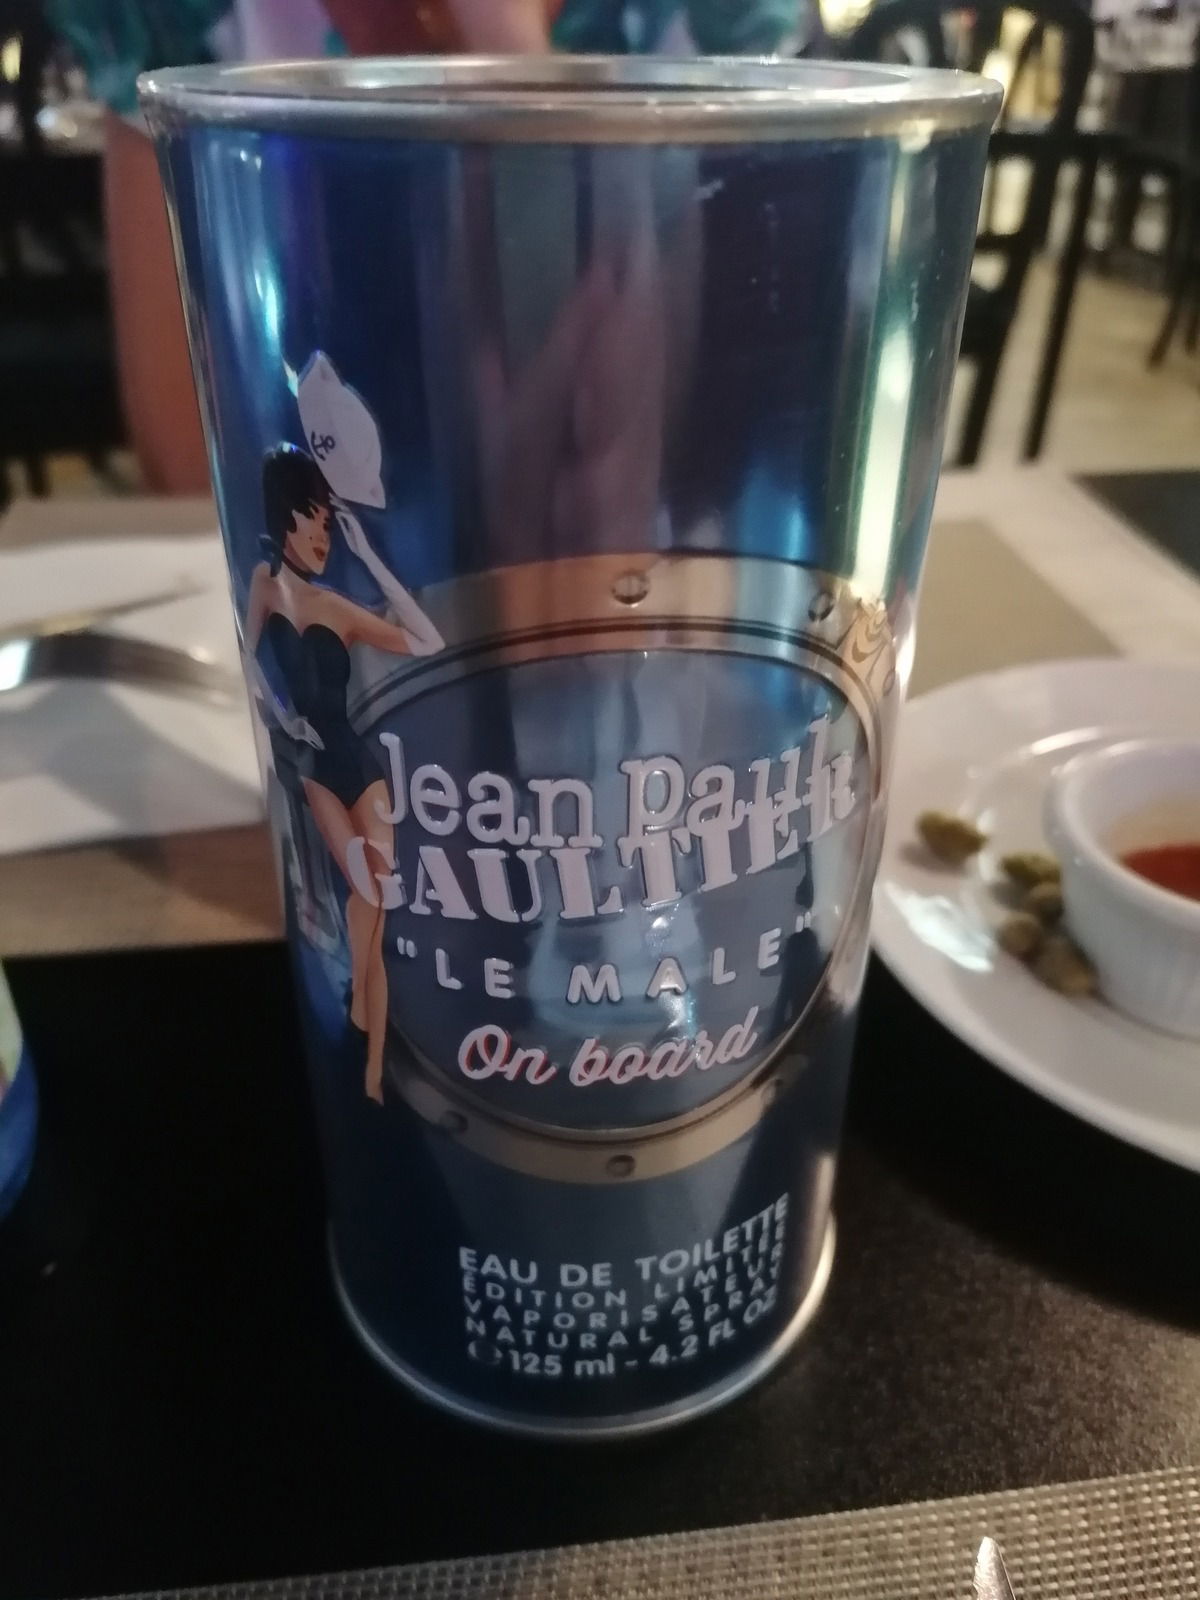 Jean Paul
GAULTIER
"LE MALE"
On board
EAU DE TOILETTE
ÉDITION LIMITÉE
VAPORISATEUR
NATURAL SPRAY
℮ 125 ml - 4.2 FL OZ